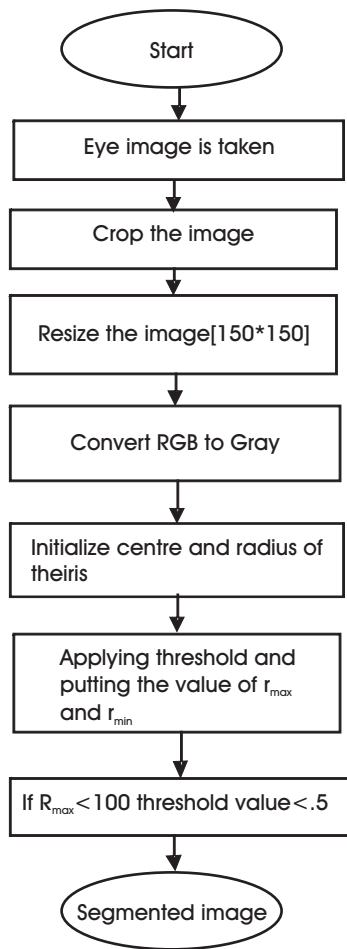 Start
Eye image is taken
Crop the image
Resize the image[150*150]
Convert RGB to Gray
Initialize centre and radius of
theiris
Applying threshold and
putting the value of rmax
and rmin
If Rmax<100 threshold value<.5
Segmented image